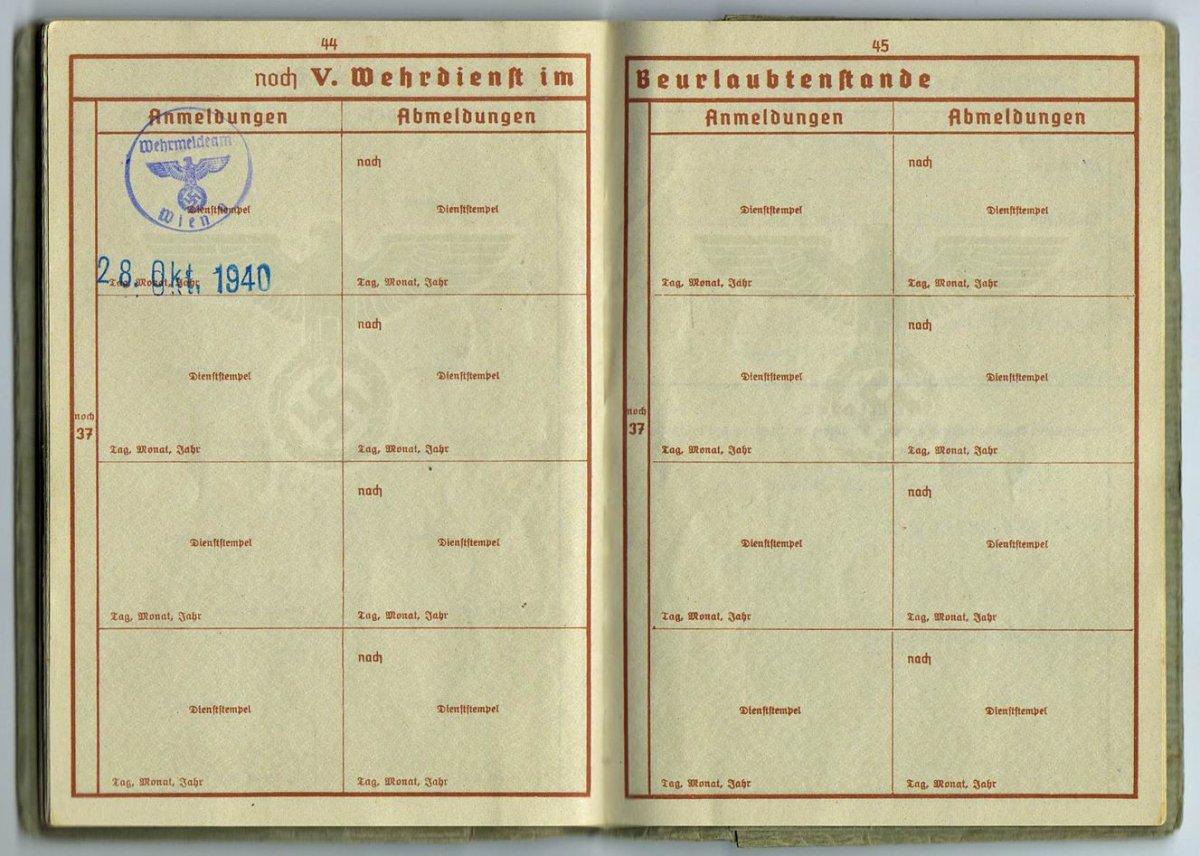 44
noch V. Wehrdienst im
Anmeldungen
Abmeldungen
Wehrmeldeam
Wien
Dienststempel
28. Okt. 1940
Tag, Monat, Jahr
nach
Dienststempel
Tag, Monat, Jahr
noch
37
Dienststempel
Tag, Monat, Jahr
nach
Dienststempel
Tag, Monat, Jahr
Dienststempel
Tag, Monat, Jahr
nach
Dienststempel
Tag, Monat, Jahr
Dienststempel
Tag, Monat, Jahr
nach
Dienststempel
Tag, Monat, Jahr
45
Beurlaubtenstande
Anmeldungen
Abmeldungen
Dienststempel
Tag, Monat, Jahr
nach
Dienststempel
Tag, Monat, Jahr
noch
37
Dienststempel
Tag, Monat, Jahr
nach
Dienststempel
Tag, Monat, Jahr
Dienststempel
Tag, Monat, Jahr
nach
Dienststempel
Tag, Monat, Jahr
Dienststempel
Tag, Monat, Jahr
nach
Dienststempel
Tag, Monat, Jahr